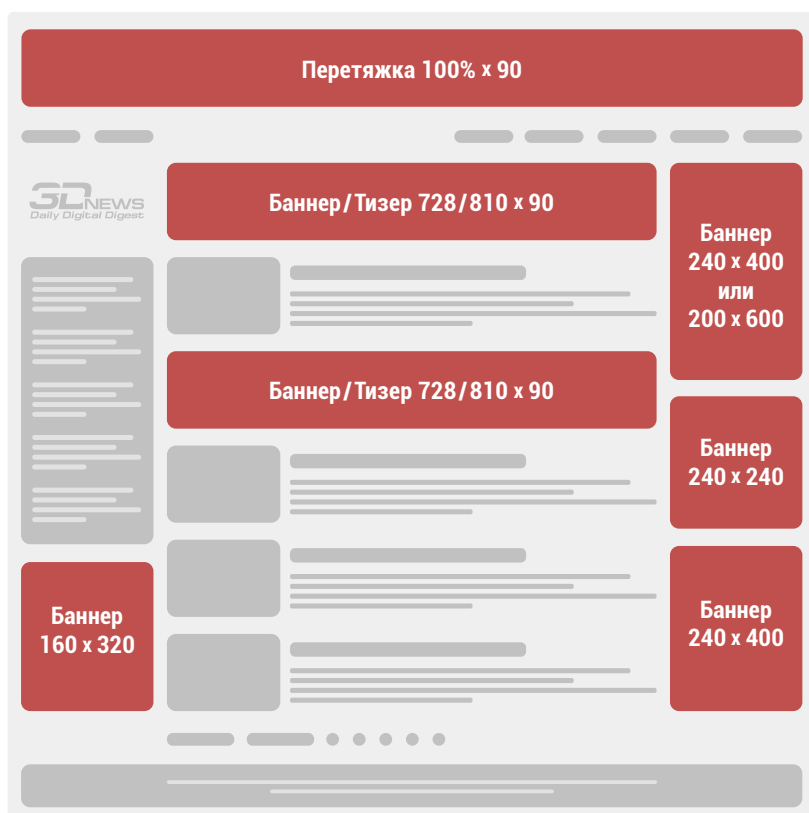 Перетяжка 100% x 90
3DNEWS
Daily Digital Digest
Баннер/Тизер 728/810 x 90
Баннер
240 x 400
или
200 x 600
Баннер/Тизер 728/810 x 90
Баннер
240 x 240
Баннер
160 x 320
Баннер
240 x 400